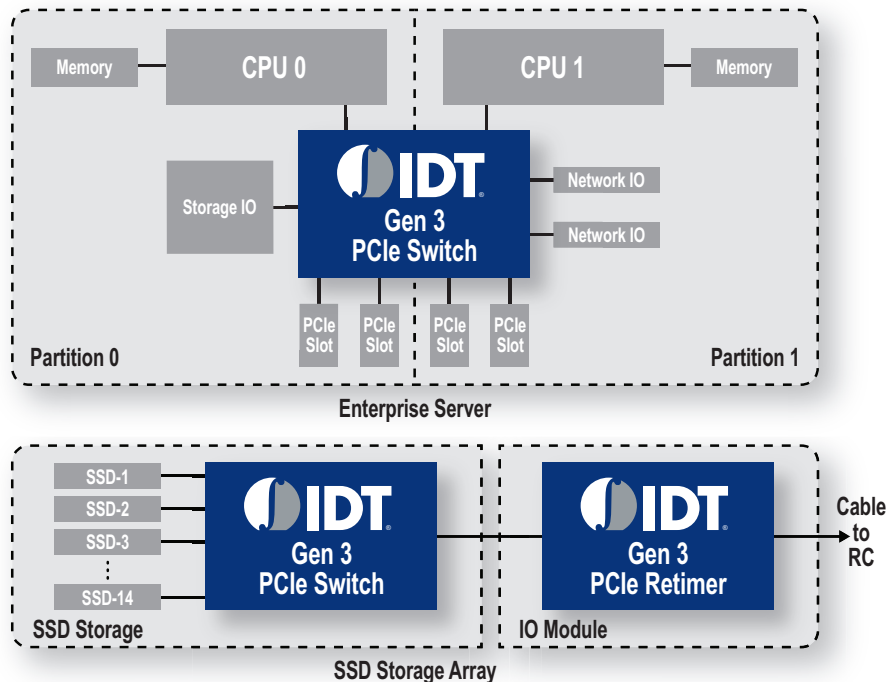 Memory
CPU 0
CPU 1
Memory
IDT®
Gen 3
PCIe Switch
Storage IO
Network IO
Network IO
PCIe
Slot
PCIe
Slot
PCIe
Slot
PCIe
Slot
Partition 0
Partition 1
Enterprise Server
SSD-1
SSD-2
SSD-3
SSD-14
IDT®
Gen 3
PCIe Switch
IDT®
Gen 3
PCIe Retimer
Cable
to
RC
SSD Storage
IO Module
SSD Storage Array